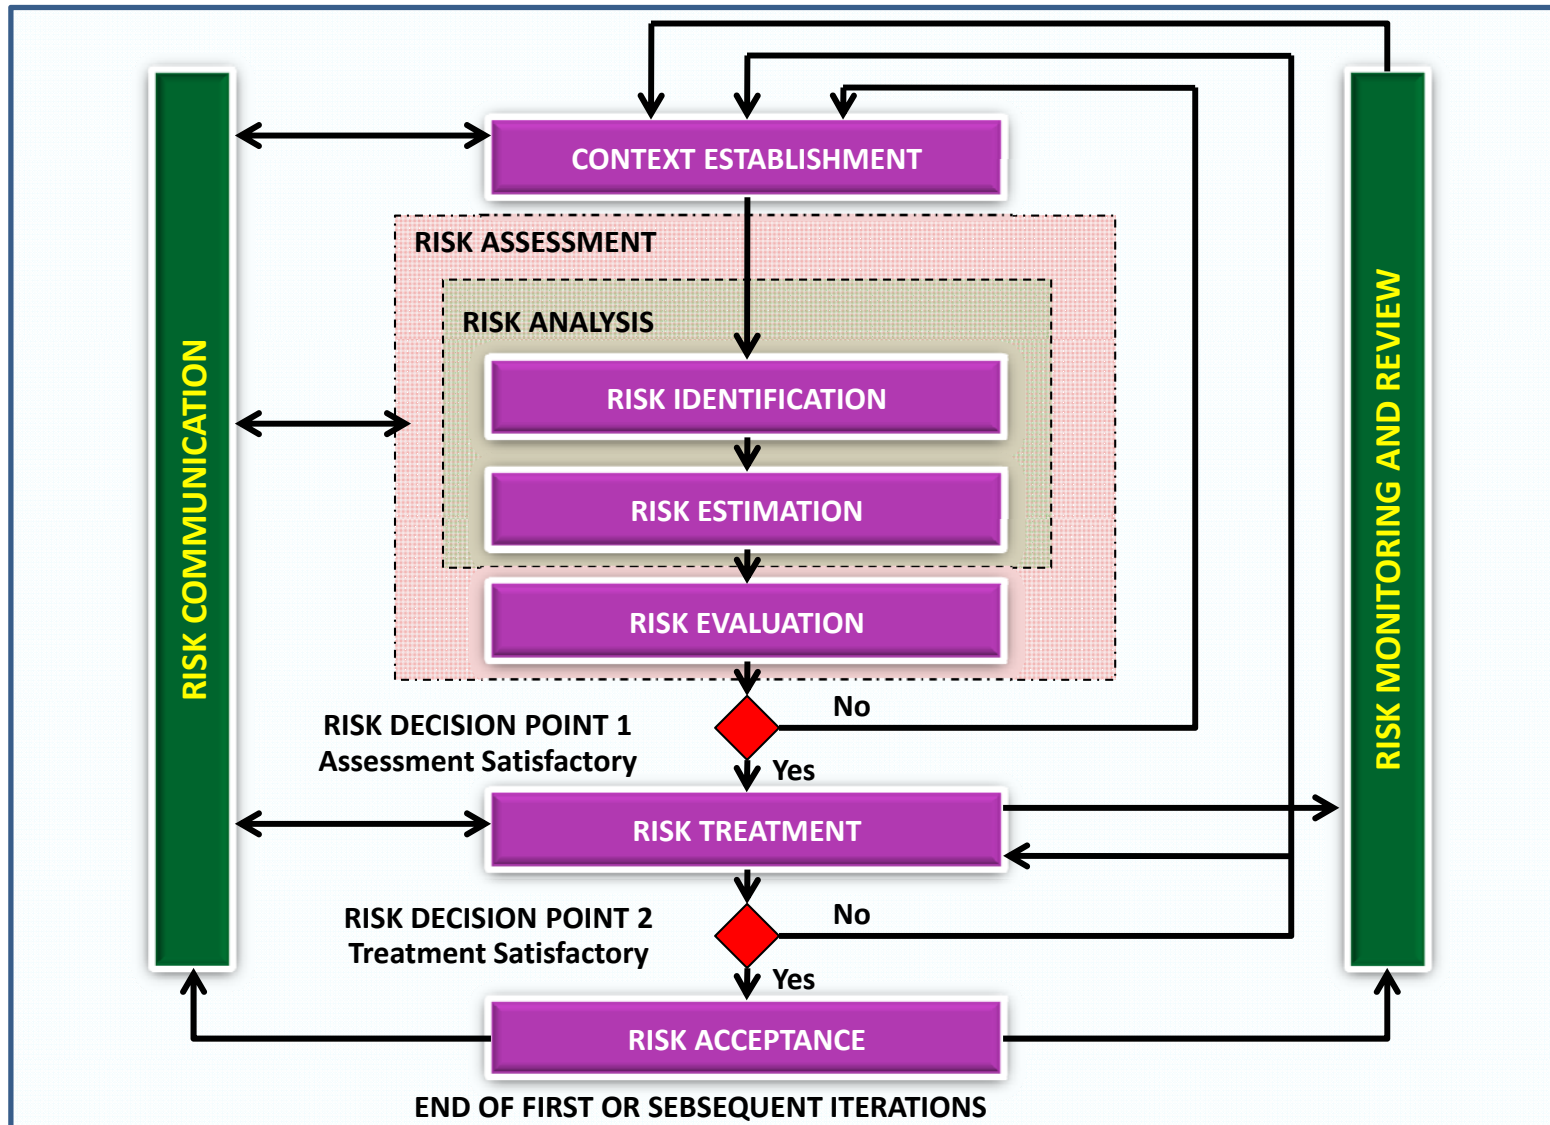 CONTEXT ESTABLISHMENT
RISK ASSESSMENT
RISK ANALYSIS
RISK IDENTIFICATION
RISK ESTIMATION
RISK EVALUATION
RISK COMMUNICATION
RISK MONITORING AND REVIEW
No
RISK DECISION POINT 1
Assessment Satisfactory
Yes
RISK TREATMENT
No
RISK DECISION POINT 2
Treatment Satisfactory
Yes
RISK ACCEPTANCE
END OF FIRST OR SEBSEQUENT ITERATIONS